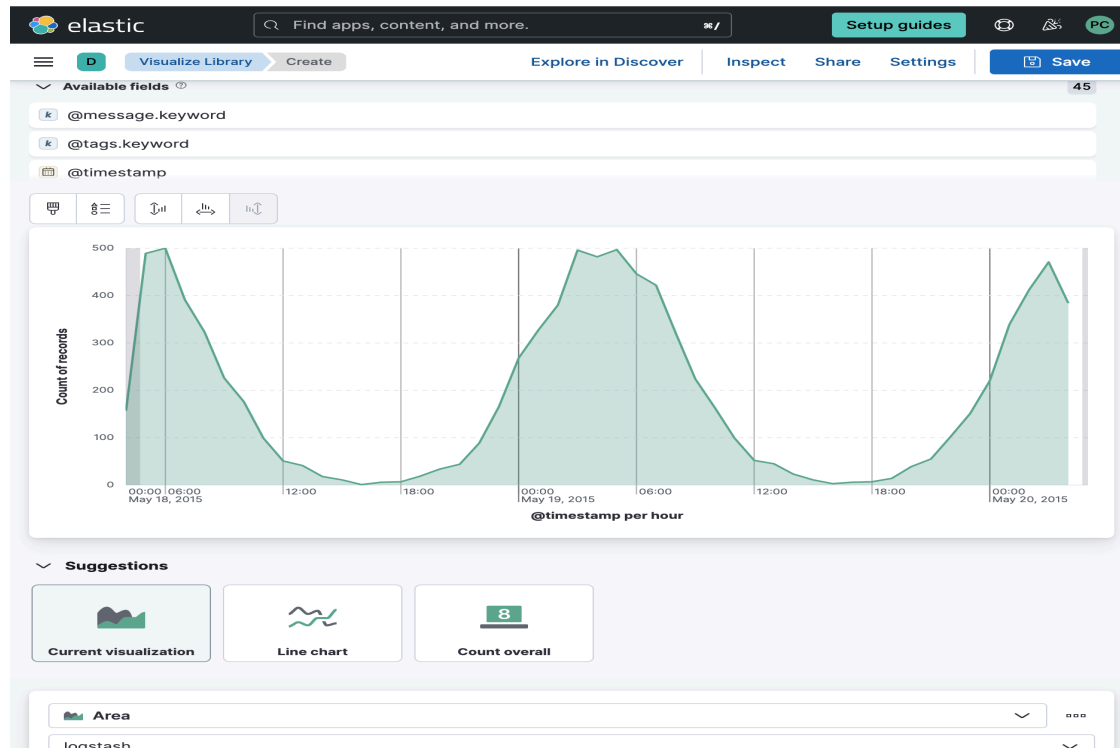 elastic
Find apps, content, and more.
⌘/
Setup guides
PC
D
Visualize Library
Create
Explore in Discover
Inspect
Share
Settings
Save
Available fields
45
k @message.keyword
k @tags.keyword
@timestamp
500
400
300
200
100
0
Count of records
00:00 06:00 12:00 18:00 00:00 06:00 12:00 18:00 00:00
May 18, 2015 May 19, 2015 May 20, 2015
@timestamp per hour
Suggestions
8
Current visualization
Line chart
Count overall
Area
logstash